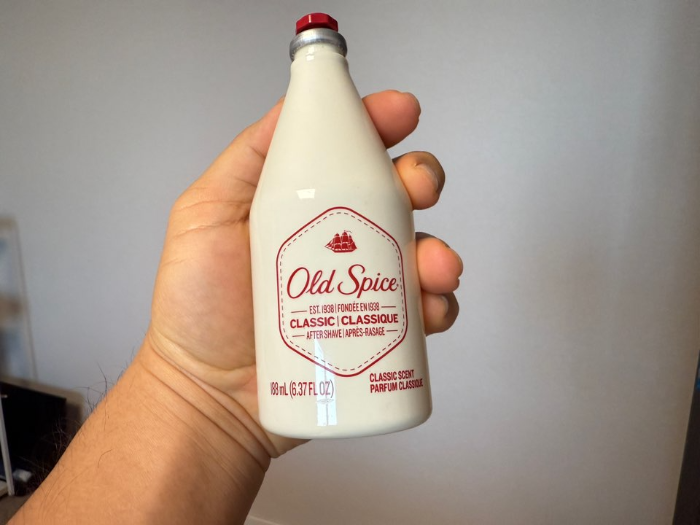 Old Spice
EST. 1938 | FONDÉE EN 1938
CLASSIC | CLASSIQUE
AFTER SHAVE | APRÈS-RASAGE
188 mL (6.37 FL OZ)
CLASSIC SCENT
PARFUM CLASSIQUE